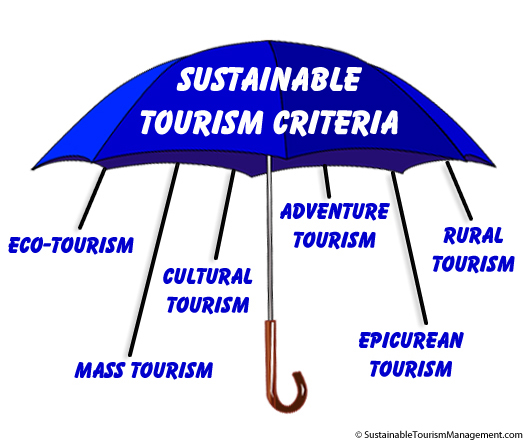 SUSTAINABLE
TOURISM CRITERIA
ECO-TOURISM
MASS TOURISM
CULTURAL
TOURISM
ADVENTURE
TOURISM
EPICUREAN
TOURISM
RURAL
TOURISM
© SustainableTourismManagement.com